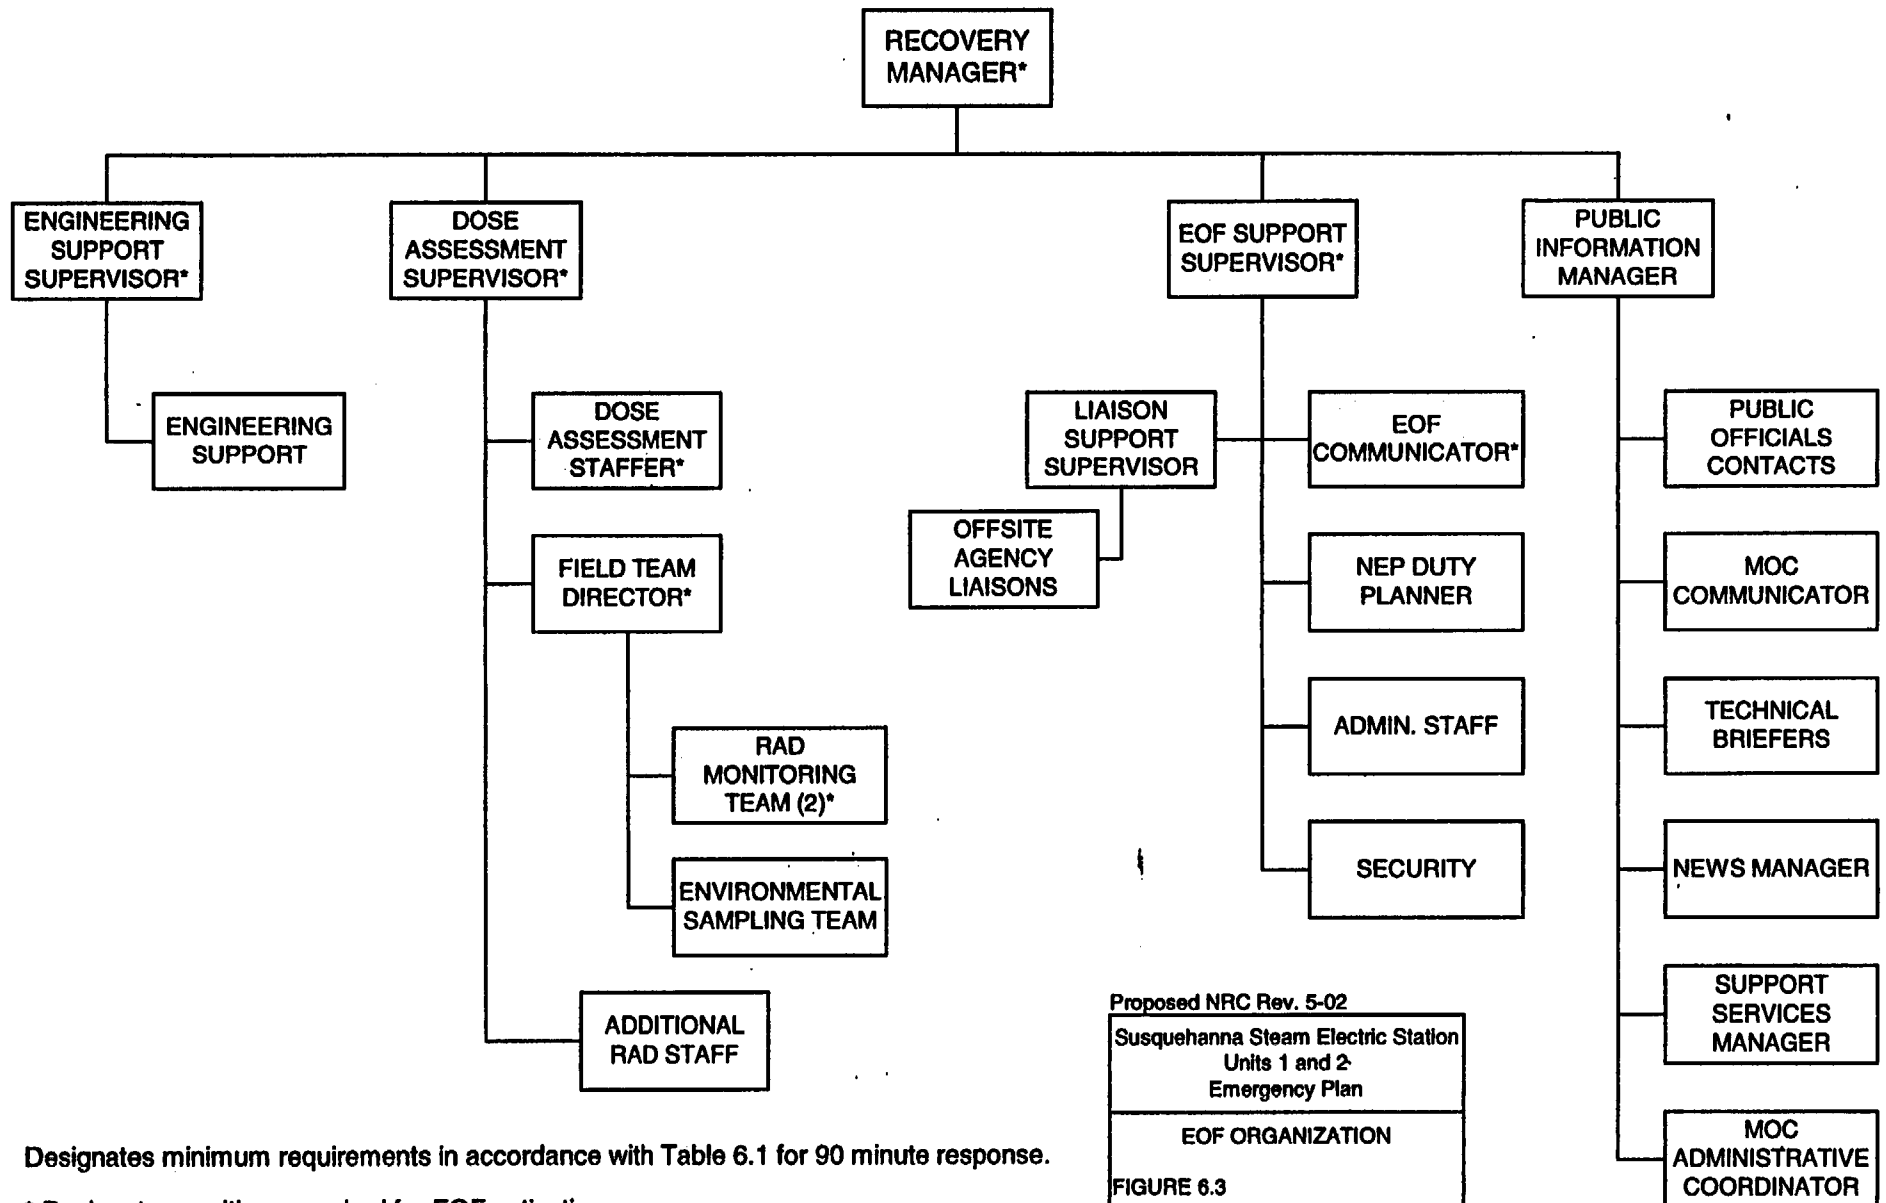 RECOVERY
MANAGER*
ENGINEERING
SUPPORT
SUPERVISOR*
DOSE
ASSESSMENT
SUPERVISOR*
EOF SUPPORT
SUPERVISOR*
PUBLIC
INFORMATION
MANAGER
ENGINEERING
SUPPORT
DOSE
ASSESSMENT
STAFFER*
FIELD TEAM
DIRECTOR*
RAD
MONITORING
TEAM (2)*
ENVIRONMENTAL
SAMPLING TEAM
ADDITIONAL
RAD STAFF
LIAISON
SUPPORT
SUPERVISOR
OFFSITE
AGENCY
LIAISONS
EOF
COMMUNICATOR*
NEP DUTY
PLANNER
ADMIN. STAFF
SECURITY
PUBLIC
OFFICIALS
CONTACTS
MOC
COMMUNICATOR
TECHNICAL
BRIEFERS
NEWS MANAGER
SUPPORT
SERVICES
MANAGER
MOC
ADMINISTRATIVE
COORDINATOR
Proposed NRC Rev. 5-02
Susquehanna Steam Electric Station
Units 1 and 2
Emergency Plan
EOF ORGANIZATION
FIGURE 6.3
Designates minimum requirements in accordance with Table 6.1 for 90 minute response.